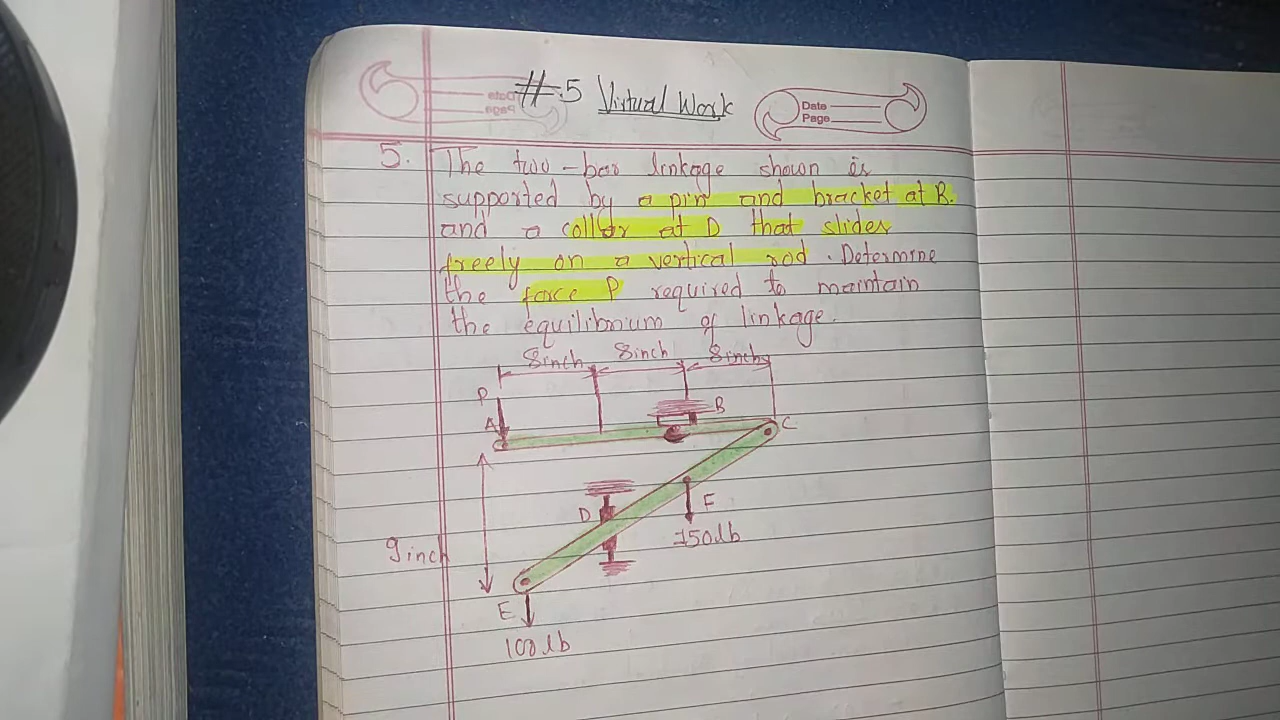 #.5 Virtual Work
Date
Page
Date
Page
5. The two-bar linkage shown is
supported by a pin and bracket at B.
and a collar at D that slides
freely on a vertical rod. Determine
the force P required to maintain
the equilibrium of linkage.
8inch 8inch 8inch
P
A
B
C
D
F
150lb
9inch
E
100lb